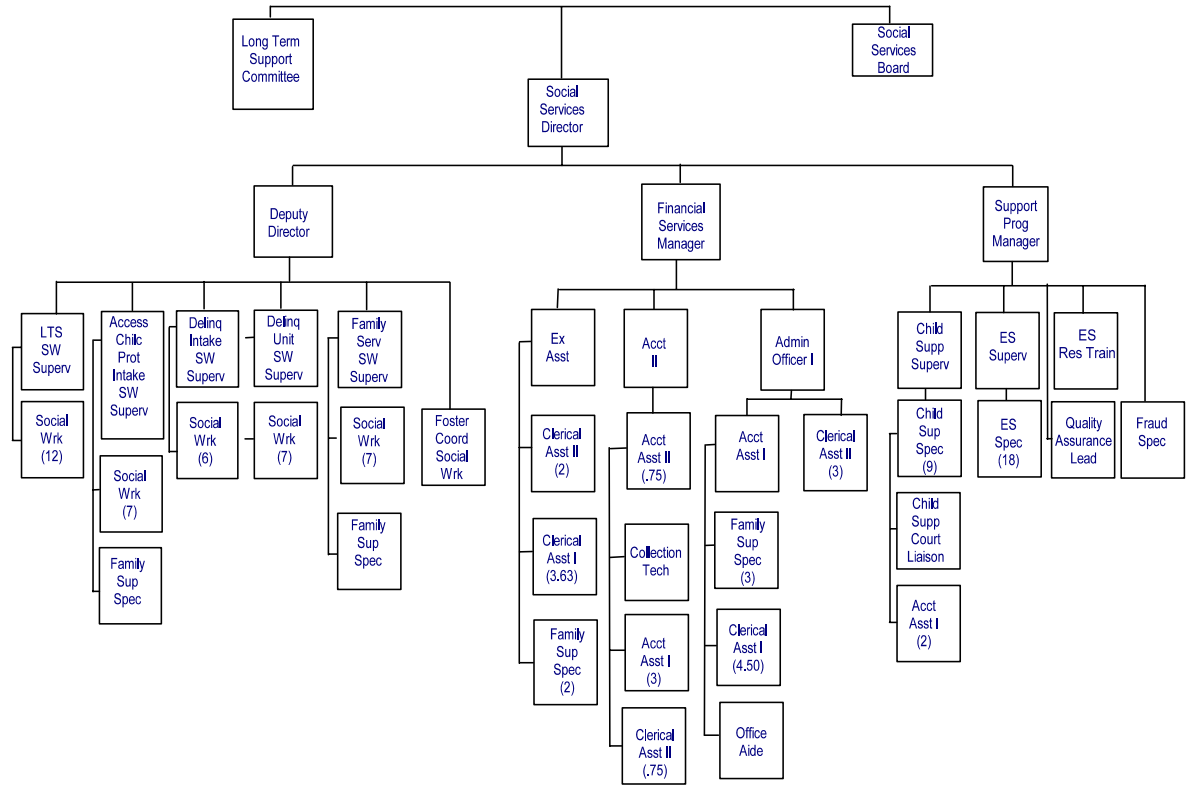 Long Term
Support
Committee
Social
Services
Board
Social
Services
Director
Deputy
Director
Financial
Services
Manager
Support
Prog
Manager
LTS
SW
Superv
Access
Chilc
Prot
Intake
SW
Superv
Delinq
Intake
SW
Superv
Delinq
Unit
SW
Superv
Family
Serv
SW
Superv
Foster
Coord
Social
Wrk
Social
Wrk
(12)
Social
Wrk
(7)
Family
Sup
Spec
Social
Wrk
(6)
Social
Wrk
(7)
Social
Wrk
(7)
Family
Sup
Spec
Ex
Asst
Acct
II
Admin
Officer I
Clerical
Asst II
(2)
Clerical
Asst I
(3.63)
Family
Sup
Spec
(2)
Acct
Asst II
(.75)
Collection
Tech
Acct
Asst I
(3)
Clerical
Asst II
(.75)
Acct
Asst I
Clerical
Asst II
(3)
Family
Sup
Spec
(3)
Clerical
Asst I
(4.50)
Office
Aide
Child
Supp
Superv
ES
Superv
ES
Res Train
Child
Sup
Spec
(9)
ES
Spec
(18)
Quality
Assurance
Lead
Fraud
Spec
Child
Supp
Court
Liaison
Acct
Asst I
(2)